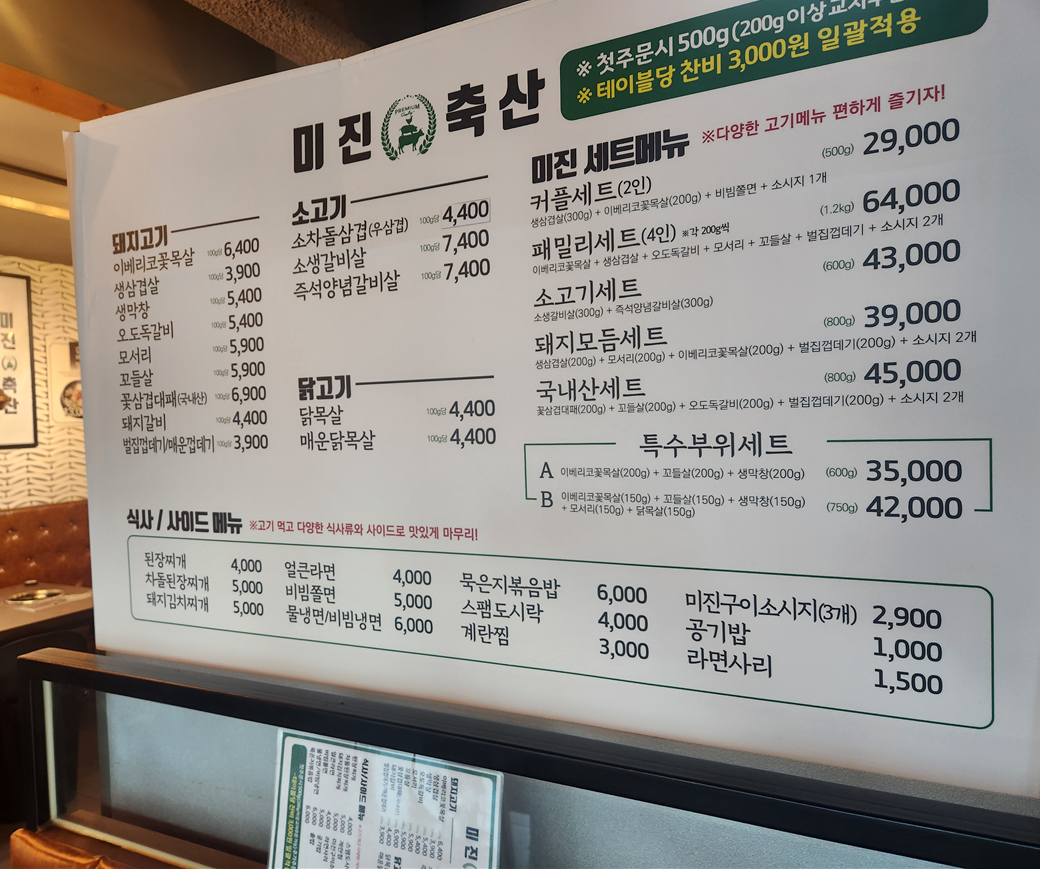 ※ 첫주문시 500g(200g이상
※ 테이블당 찬비 3,000원 일괄적용
미진 축산
PREMIUM
돼지고기
이베리코꽃목살 100g당 6,400
생삼겹살 100g당 3,900
생막창 100g당 5,400
오도독갈비 100g당 5,400
모서리 100g당 5,900
꼬들살 100g당 5,900
꽃삼겹대패(국내산) 100g당 6,900
돼지갈비 100g당 4,400
벌집껍데기/매운껍데기 100g당 3,900
소고기
소차돌삼겹(우삼겹) 100g당 4,400
소생갈비살 100g당 7,400
즉석양념갈비살 100g당 7,400
닭고기
닭목살 100g당 4,400
매운닭목살 100g당 4,400
미진 세트메뉴 ※다양한 고기메뉴 편하게 즐기자!
커플세트(2인) (500g) 29,000
생삼겹살(300g) + 이베리코꽃목살(200g) + 비빔쫄면 + 소시지 1개
패밀리세트(4인) ※각 200g씩 (1.2kg) 64,000
이베리코꽃목살 + 생삼겹살 + 오도독갈비 + 모서리 + 꼬들살 + 벌집껍데기 + 소시지 2개
소고기세트 (600g) 43,000
소생갈비살(300g) + 즉석양념갈비살(300g)
돼지모듬세트 (800g) 39,000
생삼겹살(200g) + 모서리(200g) + 이베리코꽃목살(200g) + 벌집껍데기(200g) + 소시지 2개
국내산세트 (800g) 45,000
꽃삼겹대패(200g) + 꼬들살(200g) + 오도독갈비(200g) + 벌집껍데기(200g) + 소시지 2개
특수부위세트
A 이베리코꽃목살(200g) + 꼬들살(200g) + 생막창(200g) (600g) 35,000
B 이베리코꽃목살(150g) + 꼬들살(150g) + 생막창(150g)
+ 모서리(150g) + 닭목살(150g) (750g) 42,000
식사 / 사이드 메뉴 ※고기 먹고 다양한 식사류와 사이드로 맛있게 마무리!
된장찌개 4,000
차돌된장찌개 5,000
돼지김치찌개 5,000
얼큰라면 4,000
비빔쫄면 5,000
물냉면/비빔냉면 6,000
묵은지볶음밥 6,000
스팸도시락 4,000
계란찜 3,000
미진구이소시지(3개) 2,900
공기밥 1,000
라면사리 1,500
미진축산